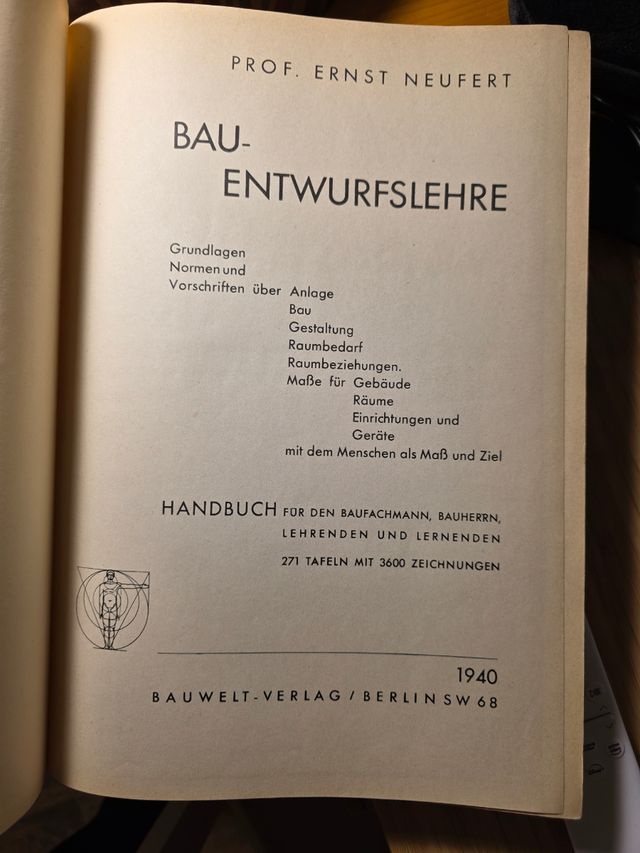 PROF. ERNST NEUFERT
BAU-
ENTWURFSLEHRE
Grundlagen
Normen und
Vorschriften über Anlage
Bau
Gestaltung
Raumbedarf
Raumbeziehungen.
Maße für Gebäude
Räume
Einrichtungen und
Geräte
mit dem Menschen als Maß und Ziel
HANDBUCH FÜR DEN BAUFACHMANN, BAUHERRN,
LEHRENDEN UND LERNENDEN
271 TAFELN MIT 3600 ZEICHNUNGEN
1940
BAUWELT-VERLAG / BERLIN SW 68